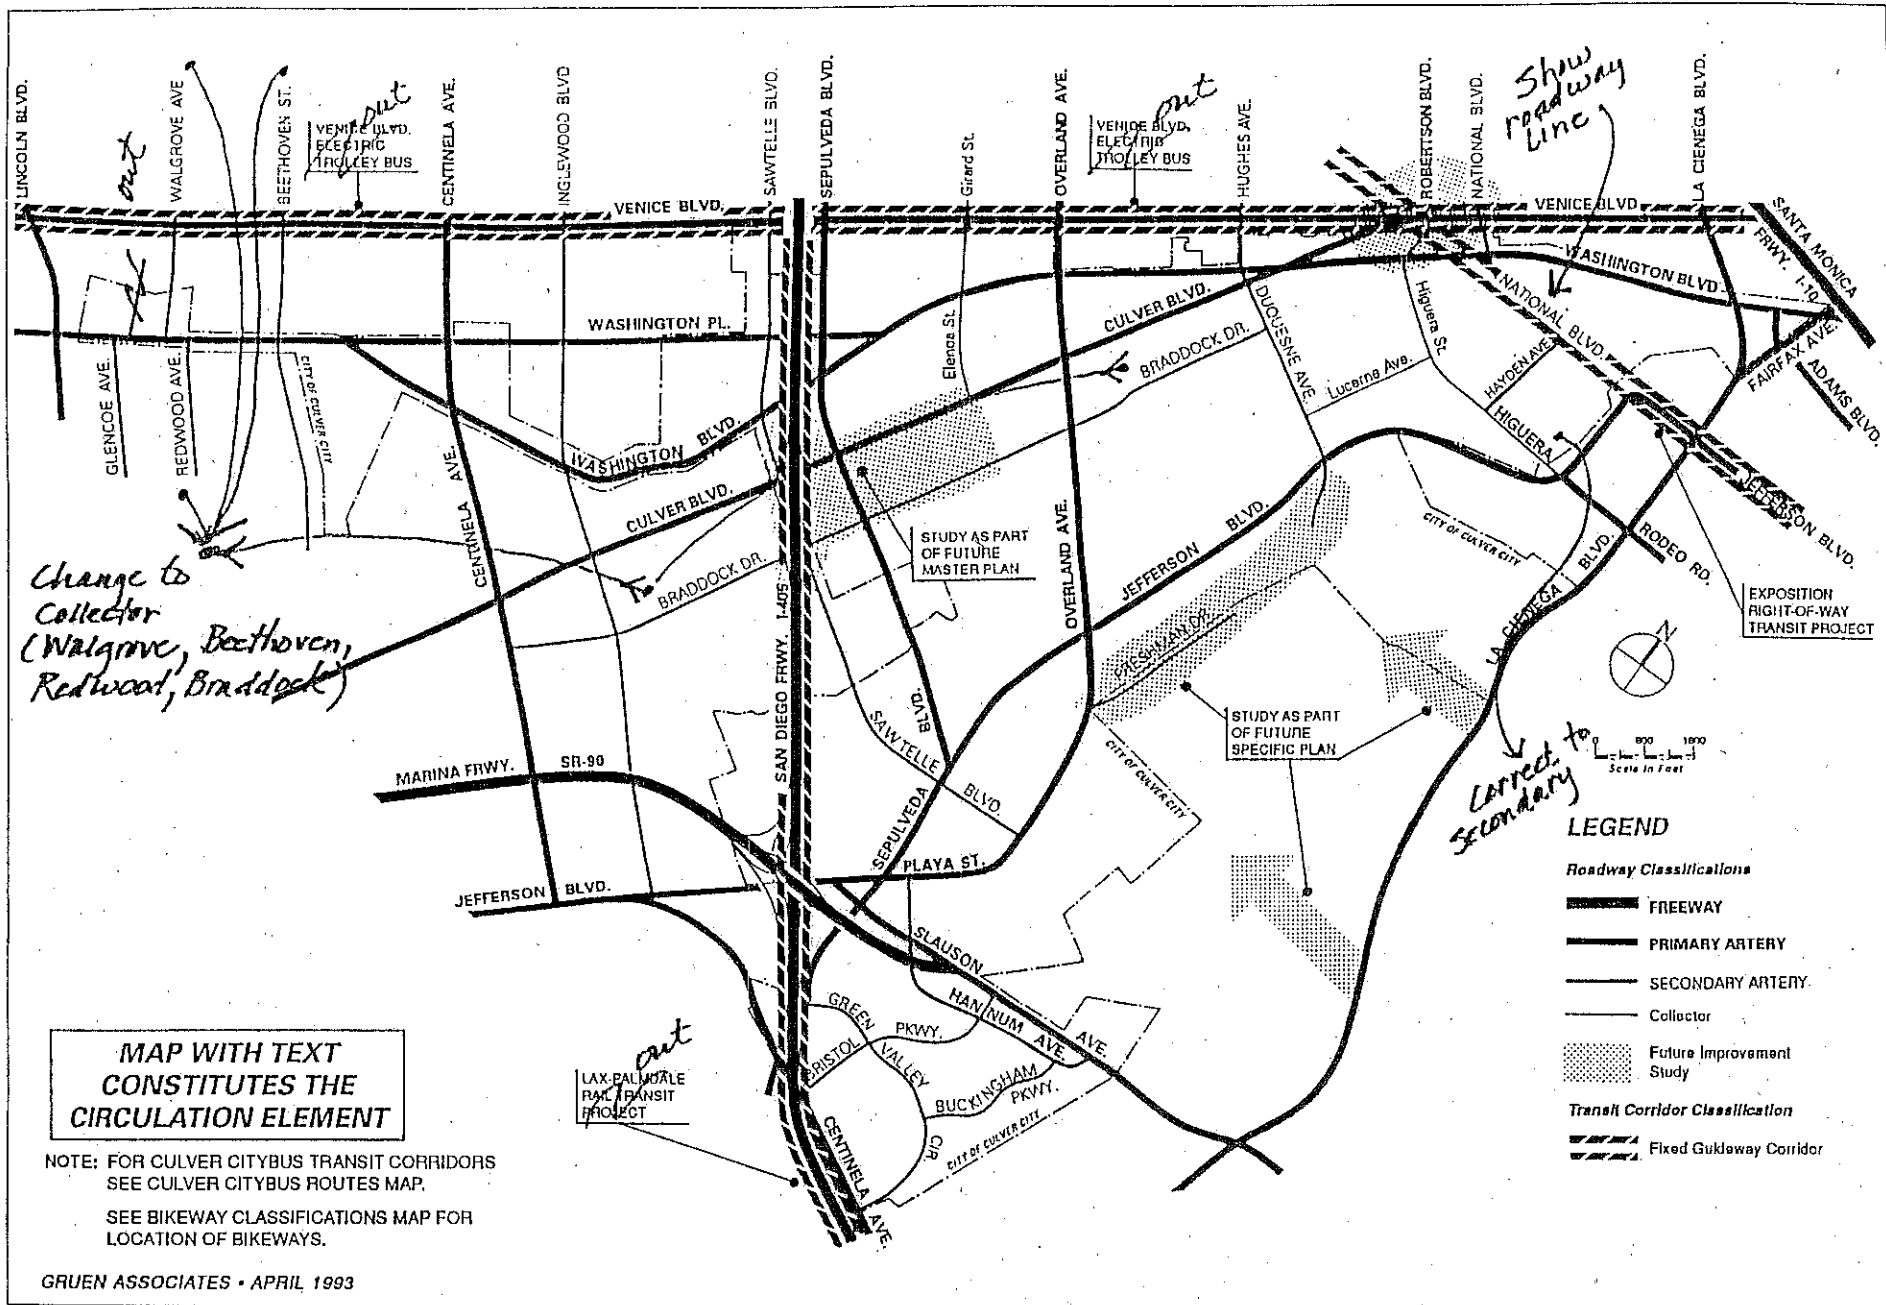 LINCOLN BLVD.
WALGROVE AVE
BEETHOVEN ST.
out
out
VENICE BLVD.
ELECTRIC
TROLLEY BUS
CENTINELA AVE.
INGLEWOOD BLVD
SAWTELLE BLVD.
SEPULVEDA BLVD.
Girard St.
OVERLAND AVE.
out
VENICE BLVD.
ELECTRIC
TROLLEY BUS
HUGHES AVE.
ROBERTSON BLVD.
NATIONAL BLVD.
Show
roadway
Line
LA CIENEGA BLVD.
SANTA MONICA
FRWY. I-10
VENICE BLVD.
VENICE BLVD
WASHINGTON BLVD
NATIONAL BLVD.
WASHINGTON PL.
CULVER BLVD.
BRADDOCK DR.
Elenda St.
DUQUESNE AVE.
Higuera St.
Lucerne Ave.
HAYDEN AVE.
HIGUERA
FAIRFAX AVE.
ADAMS BLVD.
GLENCOE AVE.
REDWOOD AVE.
CITY OF CULVER CITY
CENTINELA AVE.
WASHINGTON BLVD.
CULVER BLVD.
BRADDOCK DR.
STUDY AS PART
OF FUTURE
MASTER PLAN
OVERLAND AVE.
JEFFERSON BLVD.
CITY OF CULVER CITY
JEFFERSON BLVD.
RODEO RD.
LA CIENEGA BLVD.
EXPOSITION
RIGHT-OF-WAY
TRANSIT PROJECT
Change to
Collector
(Walgrove, Beethoven,
Redwood, Braddock)
SAN DIEGO FRWY. I-405
FRESHMAN DR.
STUDY AS PART
OF FUTURE
SPECIFIC PLAN
CITY OF CULVER CITY
N
0 800 1600
Scale in Feet
Correct to
Secondary
SAWTELLE BLVD.
BLVD.
SEPULVEDA
MARINA FRWY. SR-90
PLAYA ST.
JEFFERSON BLVD.
SLAUSON AVE.
HANNUM AVE.
GREEN VALLEY CIR.
BRISTOL PKWY.
BUCKINGHAM PKWY.
CITY OF CULVER CITY
CENTINELA AVE.
out
LAX-PALMDALE
RAIL TRANSIT
PROJECT
LEGEND
Roadway Classifications
FREEWAY
PRIMARY ARTERY
SECONDARY ARTERY
Collector
Future Improvement
Study
Transit Corridor Classification
Fixed Guideway Corridor
MAP WITH TEXT
CONSTITUTES THE
CIRCULATION ELEMENT
NOTE: FOR CULVER CITYBUS TRANSIT CORRIDORS
SEE CULVER CITYBUS ROUTES MAP.
SEE BIKEWAY CLASSIFICATIONS MAP FOR
LOCATION OF BIKEWAYS.
GRUEN ASSOCIATES • APRIL 1993